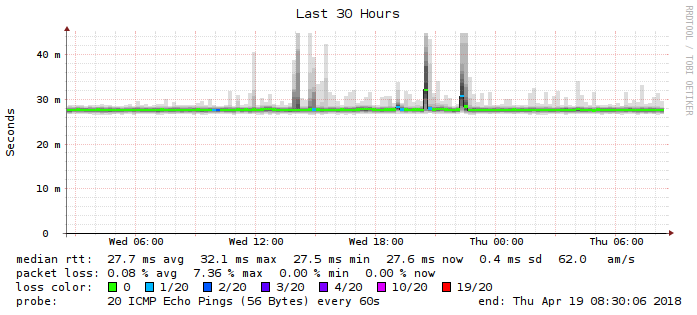 Last 30 Hours
RRDTOOL / TOBI OETIKER
Seconds
40 m
30 m
20 m
10 m
0
Wed 06:00 Wed 12:00 Wed 18:00 Thu 00:00 Thu 06:00
median rtt: 27.7 ms avg 32.1 ms max 27.5 ms min 27.6 ms now 0.4 ms sd 62.0 am/s
packet loss: 0.08 % avg 7.36 % max 0.00 % min 0.00 % now
loss color: 0 1/20 2/20 3/20 4/20 10/20 19/20
probe: 20 ICMP Echo Pings (56 Bytes) every 60s end: Thu Apr 19 08:30:06 2018